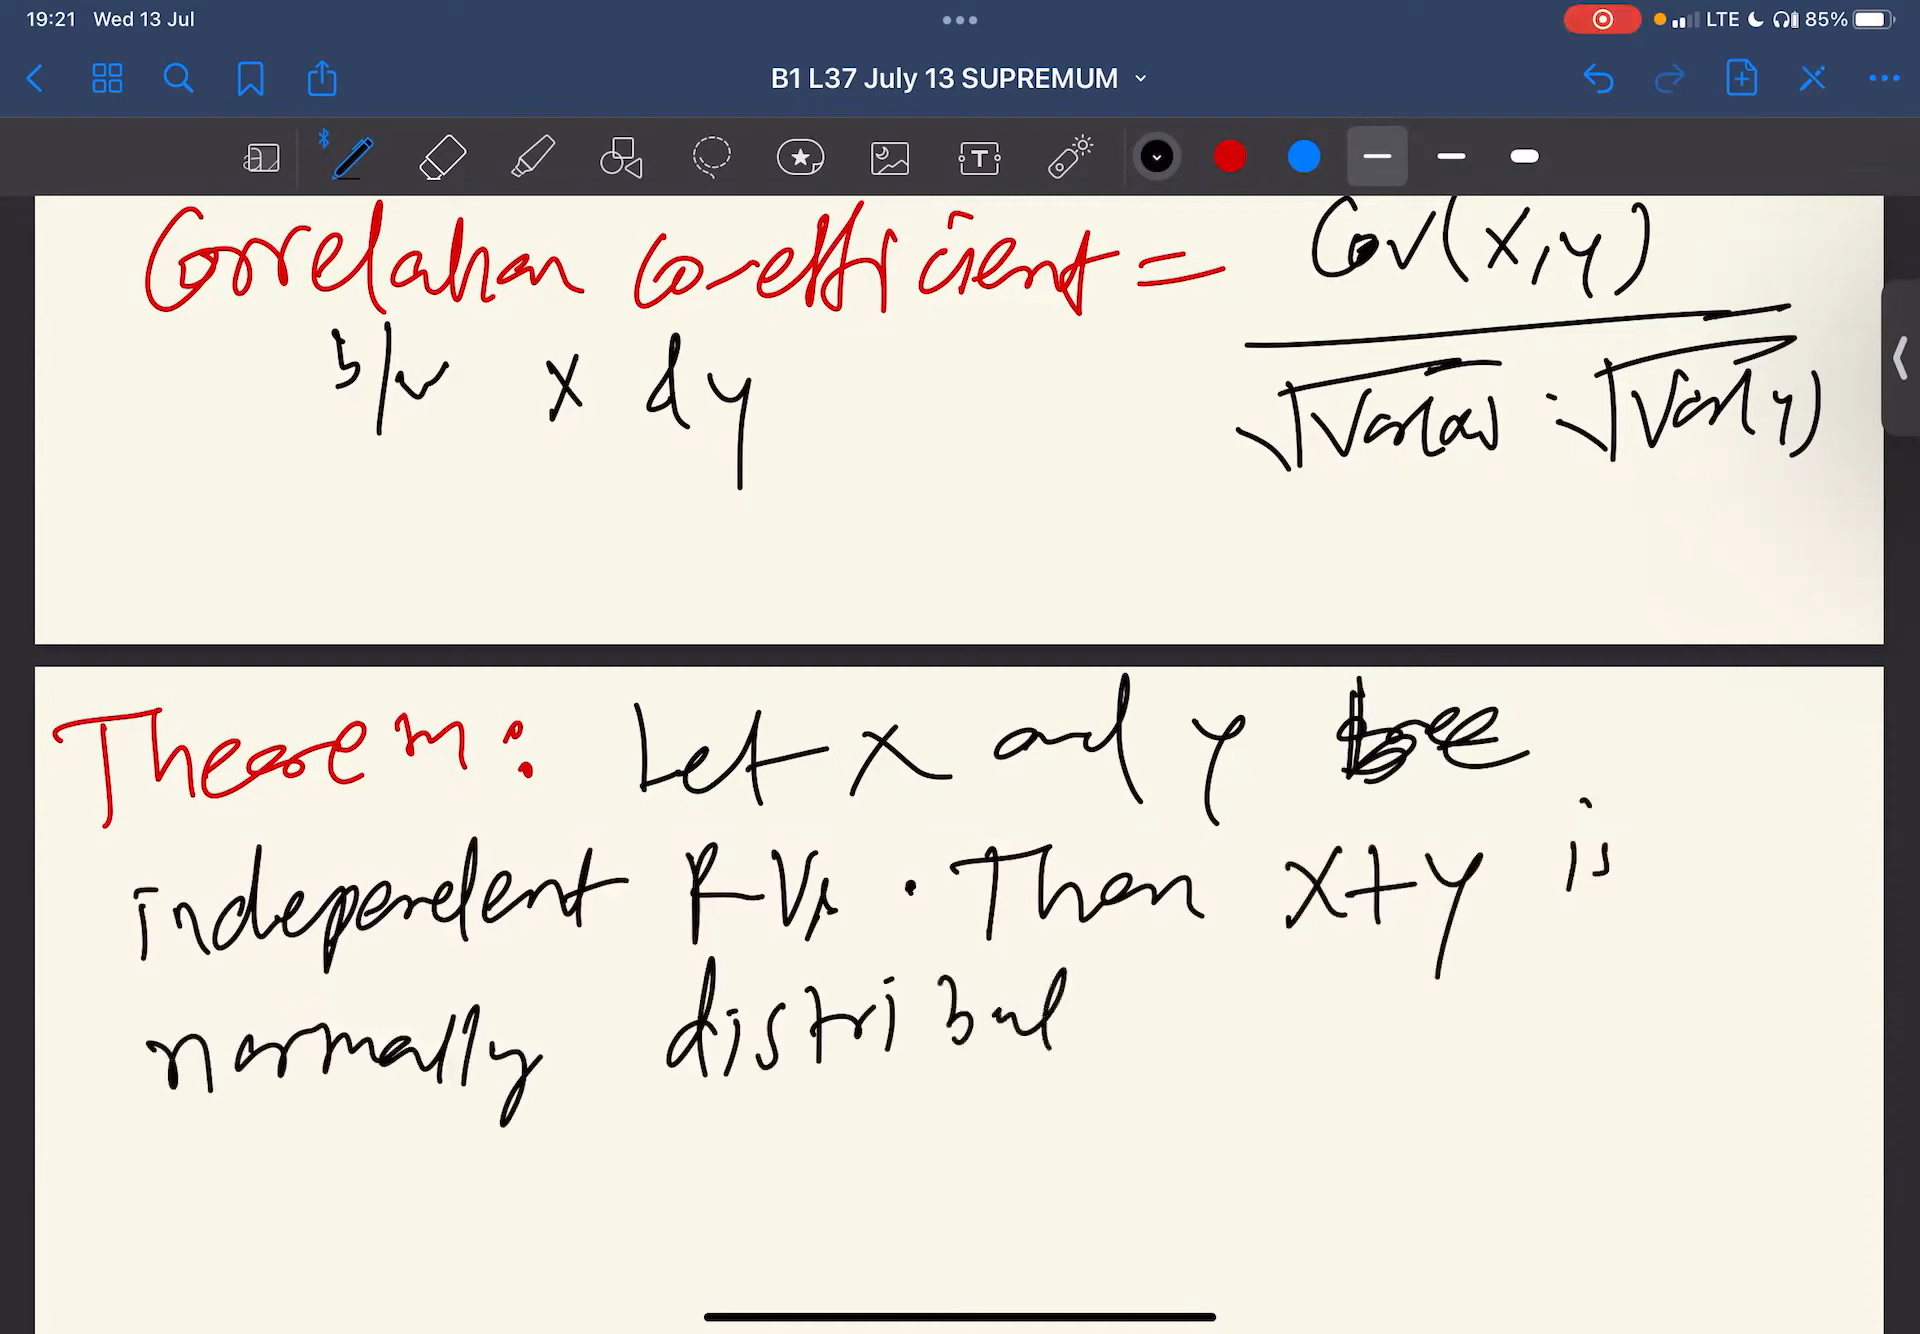 19:21 Wed 13 Jul
LTE 85%
B1 L37 July 13 SUPREMUM
Correlation co-efficient = Cov(x,y)
b/w x & y
√Var(x) · √Var(y)
Theorem: Let x and y be
independent RVs. Then x+y is
normally distribut